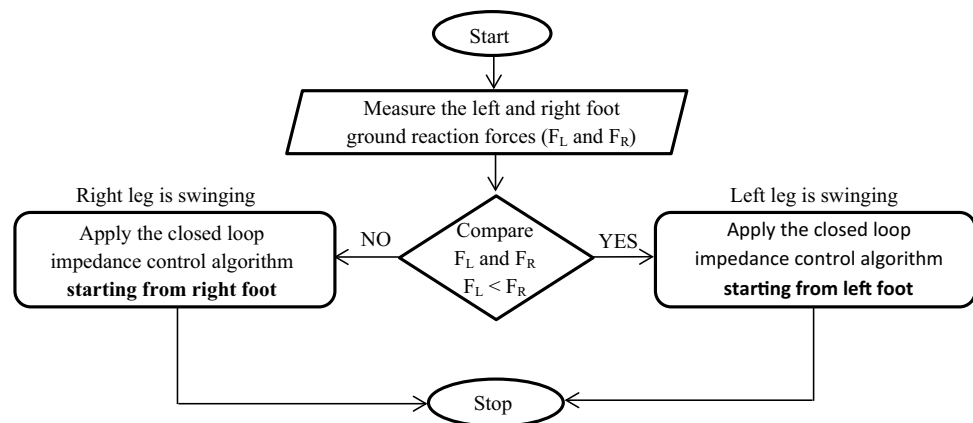 Start
Measure the left and right foot
ground reaction forces (F_L and F_R)
Right leg is swinging
Apply the closed loop
impedance control algorithm
starting from right foot
NO
Compare
F_L and F_R
F_L < F_R
YES
Left leg is swinging
Apply the closed loop
impedance control algorithm
starting from left foot
Stop